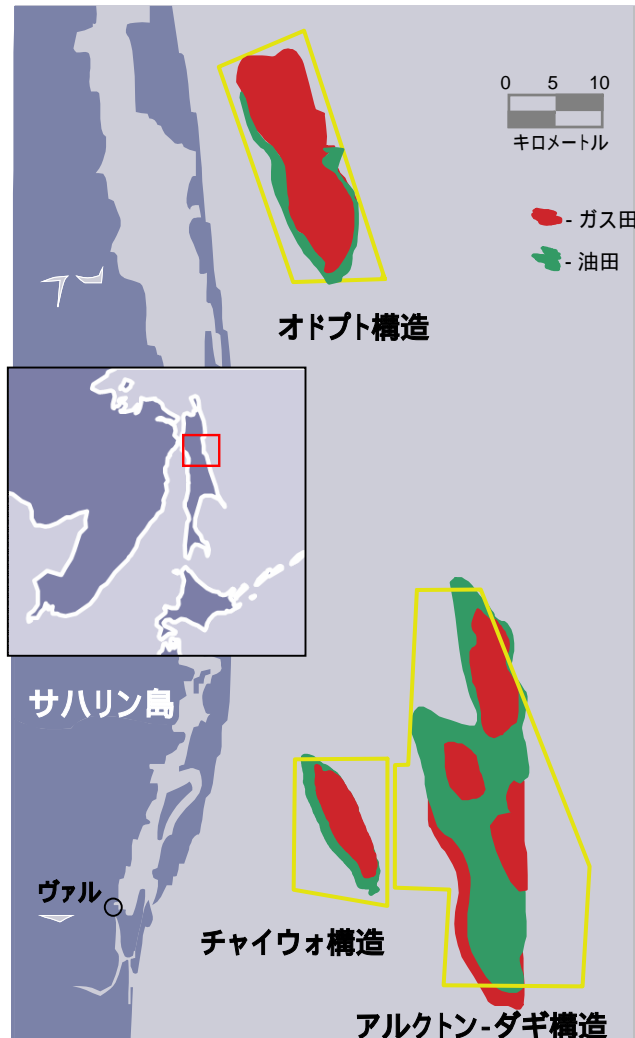 0 5 10
キロメートル
- ガス田
- 油田
オドプト構造
サハリン島
ヴァル
チャイウォ構造
アルクトン-ダギ構造